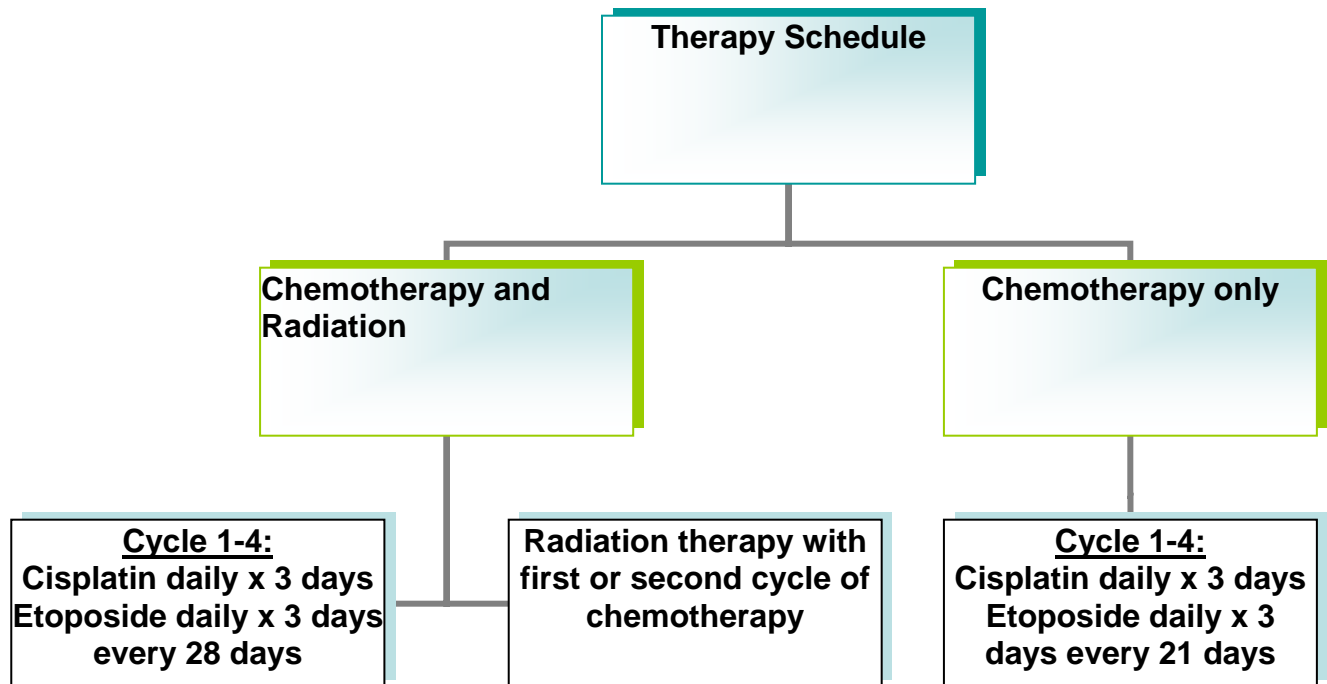 Therapy Schedule
Chemotherapy and
Radiation
Chemotherapy only
Cycle 1-4:
Cisplatin daily x 3 days
Etoposide daily x 3 days
every 28 days
Radiation therapy with
first or second cycle of
chemotherapy
Cycle 1-4:
Cisplatin daily x 3 days
Etoposide daily x 3
days every 21 days